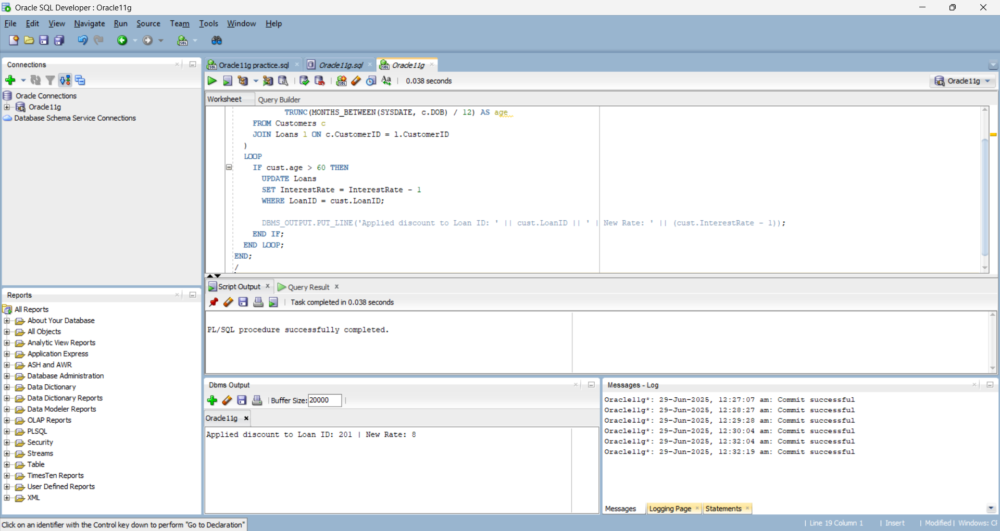 Oracle SQL Developer : Oracle11g
File Edit View Navigate Run Source Team Tools Window Help
Connections
Oracle Connections
Oracle11g
Database Schema Service Connections
Reports
All Reports
About Your Database
All Objects
Analytic View Reports
Application Express
ASH and AWR
Database Administration
Data Dictionary
Data Dictionary Reports
Data Modeler Reports
OLAP Reports
PLSQL
Security
Streams
Table
TimesTen Reports
User Defined Reports
XML
Oracle11g practice.sql Oracle11g.sql Oracle11g
0.038 seconds Oracle11g
Worksheet Query Builder
TRUNC(MONTHS_BETWEEN(SYSDATE, c.DOB) / 12) AS age
FROM Customers c
JOIN Loans l ON c.CustomerID = l.CustomerID
)
LOOP
IF cust.age > 60 THEN
UPDATE Loans
SET InterestRate = InterestRate - 1
WHERE LoanID = cust.LoanID;
DBMS_OUTPUT.PUT_LINE('Applied discount to Loan ID: ' || cust.LoanID || ' | New Rate: ' || (cust.InterestRate - 1));
END IF;
END LOOP;
END;
/
Script Output Query Result
Task completed in 0.038 seconds
PL/SQL procedure successfully completed.
Dbms Output
Buffer Size: 20000
Oracle11g
Applied discount to Loan ID: 201 | New Rate: 8
Messages - Log
Oracle11g*: 29-Jun-2025, 12:27:07 am: Commit successful
Oracle11g*: 29-Jun-2025, 12:28:27 am: Commit successful
Oracle11g*: 29-Jun-2025, 12:29:28 am: Commit successful
Oracle11g*: 29-Jun-2025, 12:30:04 am: Commit successful
Oracle11g*: 29-Jun-2025, 12:32:04 am: Commit successful
Oracle11g*: 29-Jun-2025, 12:32:19 am: Commit successful
Messages Logging Page Statements
Click on an identifier with the Control key down to perform "Go to Declaration"
Line 19 Column 1 | Insert | Modified | Windows: